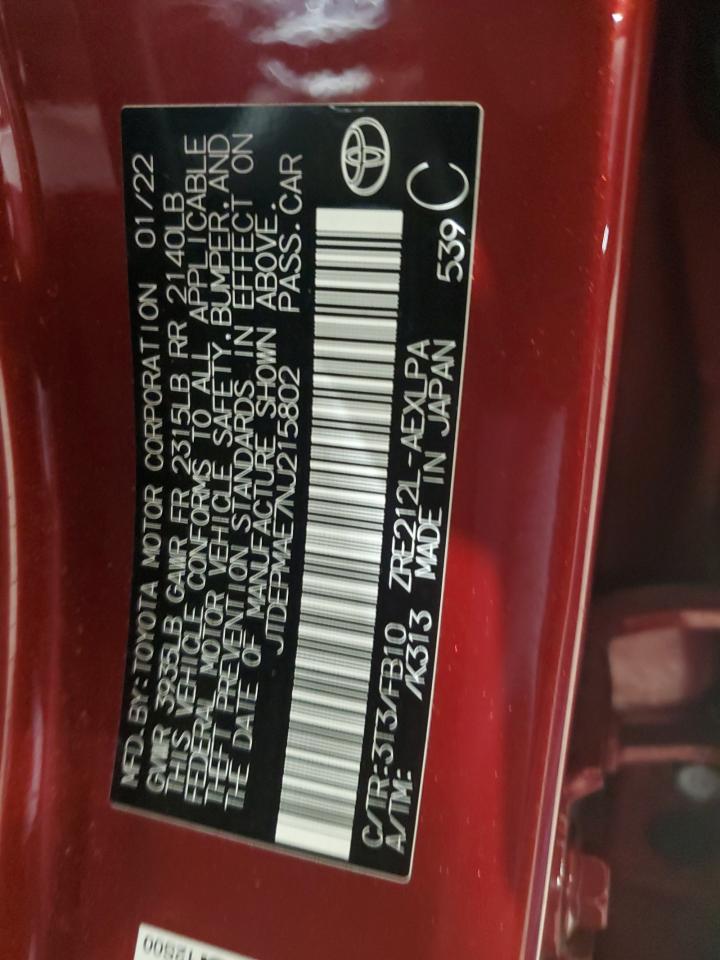 MFD. BY: TOYOTA MOTOR CORPORATION 01/22
GVWR 3935LB GAWR FR 2315LB RR 2140LB
THIS VEHICLE CONFORMS TO ALL APPLICABLE
FEDERAL MOTOR VEHICLE SAFETY, BUMPER, AND
THEFT PREVENTION STANDARDS IN EFFECT ON
THE DATE OF MANUFACTURE SHOWN ABOVE.
JTDEPMAE7NJ215802 PASS. CAR
C/TR:313/FB10 ZRE212L-AEXLPA 539 C
A/TM: /K313 MADE IN JAPAN